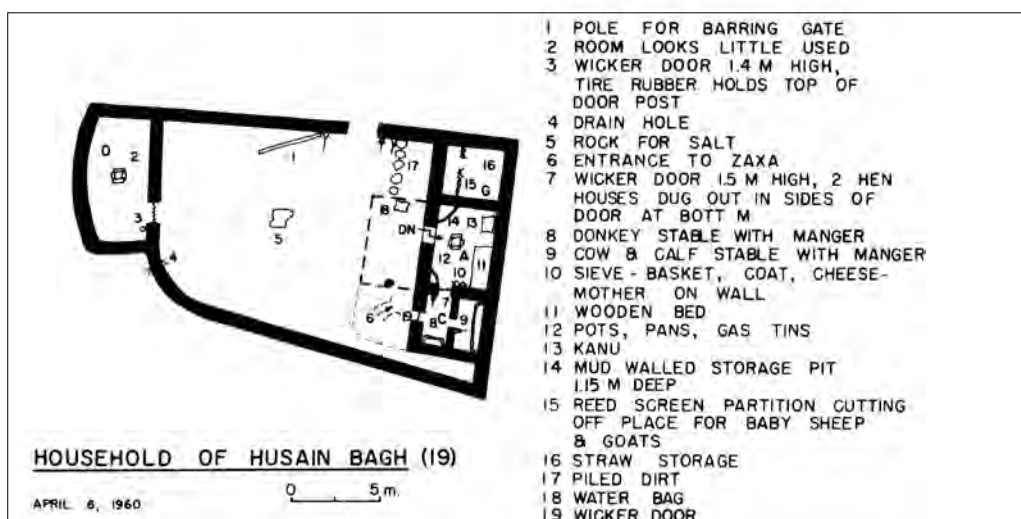 1 POLE FOR BARRING GATE
2 ROOM LOOKS LITTLE USED
3 WICKER DOOR 1.4 M HIGH,
TIRE RUBBER HOLDS TOP OF
DOOR POST
4 DRAIN HOLE
5 ROCK FOR SALT
6 ENTRANCE TO ZAXA
7 WICKER DOOR 1.5 M HIGH, 2 HEN
HOUSES DUG OUT IN SIDES OF
DOOR AT BOTT M
8 DONKEY STABLE WITH MANGER
9 COW & CALF STABLE WITH MANGER
10 SIEVE-BASKET, COAT, CHEESE-
MOTHER ON WALL
11 WOODEN BED
12 POTS, PANS, GAS TINS
13 KANU
14 MUD WALLED STORAGE PIT
1.15 M DEEP
15 REED SCREEN PARTITION CUTTING
OFF PLACE FOR BABY SHEEP
& GOATS
16 STRAW STORAGE
17 PILED DIRT
18 WATER BAG
19 WICKER DOOR
D
2
1
17
16
15
G
3
5
18
14
13
DN
4
12
A
11
10
7
6
19
8
C
9
HOUSEHOLD OF HUSAIN BAGH (19)
0 5 m.
APRIL 6, 1960